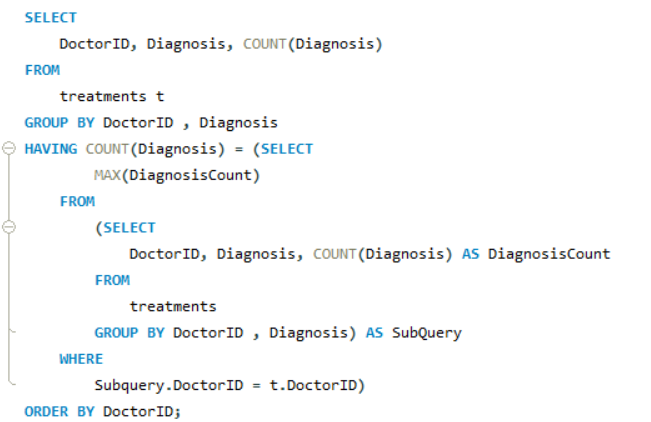 SELECT
DoctorID, Diagnosis, COUNT(Diagnosis)
FROM
treatments t
GROUP BY DoctorID , Diagnosis
HAVING COUNT(Diagnosis) = (SELECT
MAX(DiagnosisCount)
FROM
(SELECT
DoctorID, Diagnosis, COUNT(Diagnosis) AS DiagnosisCount
FROM
treatments
GROUP BY DoctorID , Diagnosis) AS SubQuery
WHERE
Subquery.DoctorID = t.DoctorID)
ORDER BY DoctorID;